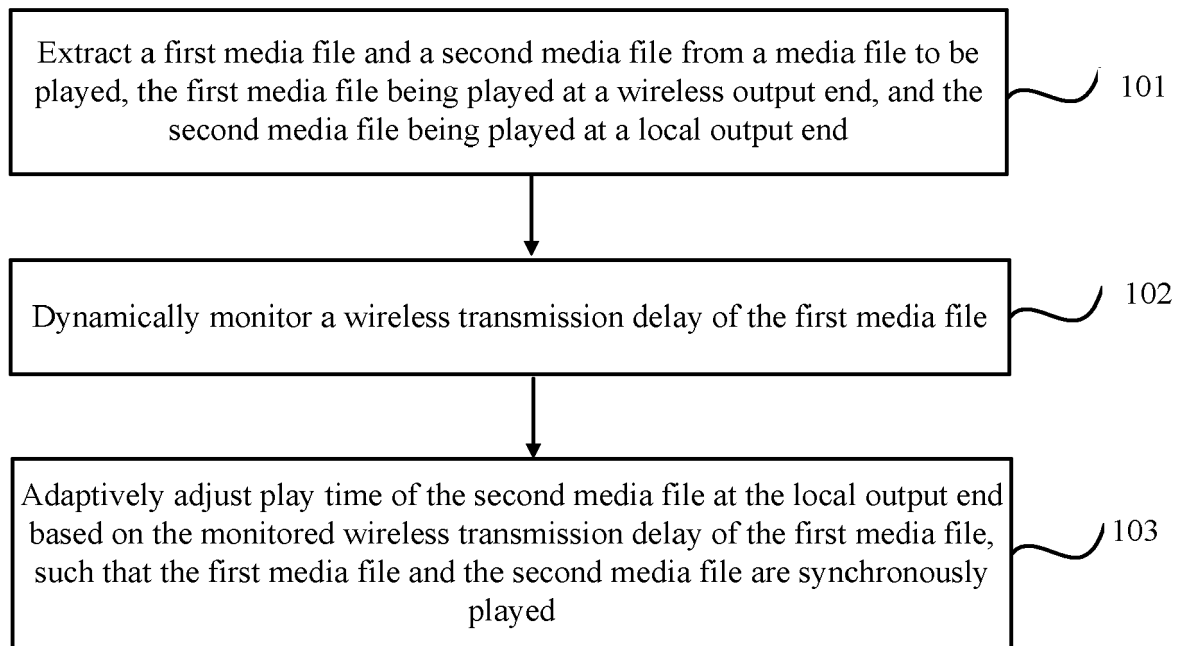 Extract a first media file and a second media file from a media file to be
played, the first media file being played at a wireless output end, and the
second media file being played at a local output end
101
Dynamically monitor a wireless transmission delay of the first media file
102
Adaptively adjust play time of the second media file at the local output end
based on the monitored wireless transmission delay of the first media file,
such that the first media file and the second media file are synchronously
played
103